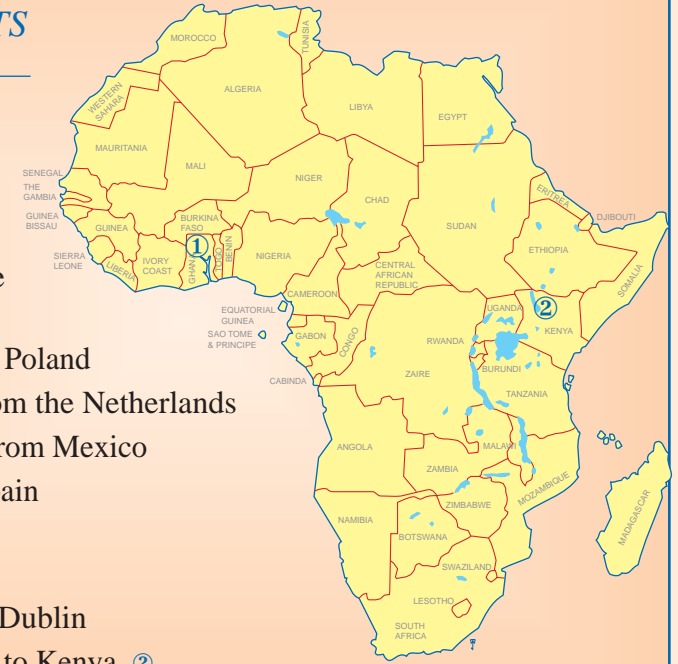 TS
e
Poland
om the Netherlands
rom Mexico
ain
Dublin
to Kenya ②
MOROCCO
TUNISIA
ALGERIA
LIBYA
EGYPT
WESTERN
SAHARA
MAURITANIA
MALI
NIGER
CHAD
SUDAN
ERITREA
DJIBOUTI
SENEGAL
THE
GAMBIA
GUINEA
BISSAU
GUINEA
SIERRA
LEONE
LIBERIA
IVORY
COAST
BURKINA
FASO
①
GHANA
TOGO
BENIN
NIGERIA
CENTRAL
AFRICAN
REPUBLIC
ETHIOPIA
SOMALIA
CAMEROON
EQUATORIAL
GUINEA
SAO TOME
& PRINCIPE
GABON
CONGO
CABINDA
ZAIRE
UGANDA
②
KENYA
RWANDA
BURUNDI
TANZANIA
ANGOLA
ZAMBIA
MALAWI
MOZAMBIQUE
ZIMBABWE
NAMIBIA
BOTSWANA
SWAZILAND
LESOTHO
SOUTH
AFRICA
MADAGASCAR